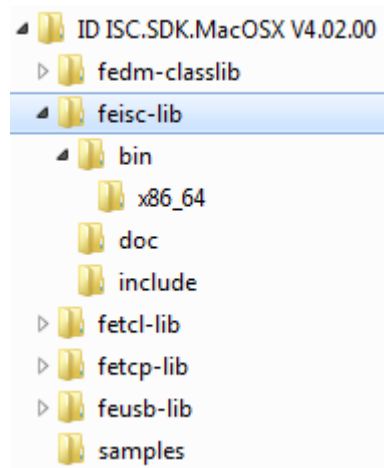 ID ISC.SDK.MacOSX V4.02.00
fedm-classlib
feisc-lib
bin
x86_64
doc
include
fetcl-lib
fetcp-lib
feusb-lib
samples